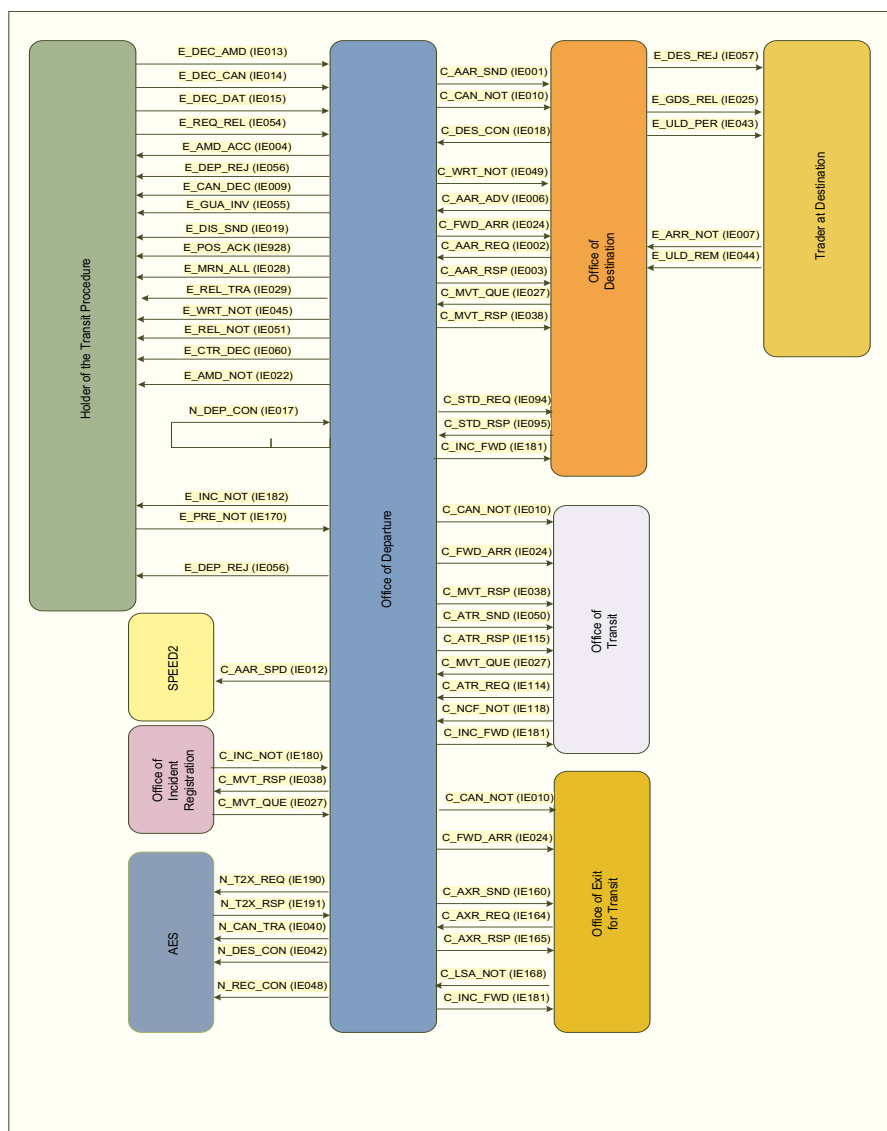 Holder of the Transit Procedure
E_DEC_AMD (IE013)
E_DEC_CAN (IE014)
E_DEC_DAT (IE015)
E_REQ_REL (IE054)
E_AMD_ACC (IE004)
E_DEP_REJ (IE056)
E_CAN_DEC (IE009)
E_GUA_INV (IE055)
E_DIS_SND (IE019)
E_POS_ACK (IE928)
E_MRN_ALL (IE028)
E_REL_TRA (IE029)
E_WRT_NOT (IE045)
E_REL_NOT (IE051)
E_CTR_DEC (IE060)
E_AMD_NOT (IE022)
N_DEP_CON (IE017)
E_INC_NOT (IE182)
E_PRE_NOT (IE170)
E_DEP_REJ (IE056)
SPEED2
C_AAR_SPD (IE012)
Office of
Incident
Registration
C_INC_NOT (IE180)
C_MVT_RSP (IE038)
C_MVT_QUE (IE027)
AES
N_T2X_REQ (IE190)
N_T2X_RSP (IE191)
N_CAN_TRA (IE040)
N_DES_CON (IE042)
N_REC_CON (IE048)
Office of Departure
C_AAR_SND (IE001)
C_CAN_NOT (IE010)
C_DES_CON (IE018)
C_WRT_NOT (IE049)
C_AAR_ADV (IE006)
C_FWD_ARR (IE024)
C_AAR_REQ (IE002)
C_AAR_RSP (IE003)
C_MVT_QUE (IE027)
C_MVT_RSP (IE038)
C_STD_REQ (IE094)
C_STD_RSP (IE095)
C_INC_FWD (IE181)
Office of
Destination
E_DES_REJ (IE057)
E_GDS_REL (IE025)
E_ULD_PER (IE043)
E_ARR_NOT (IE007)
E_ULD_REM (IE044)
Trader at Destination
C_CAN_NOT (IE010)
C_FWD_ARR (IE024)
C_MVT_RSP (IE038)
C_ATR_SND (IE050)
C_ATR_RSP (IE115)
C_MVT_QUE (IE027)
C_ATR_REQ (IE114)
C_NCF_NOT (IE118)
C_INC_FWD (IE181)
Office of
Transit
C_CAN_NOT (IE010)
C_FWD_ARR (IE024)
C_AXR_SND (IE160)
C_AXR_REQ (IE164)
C_AXR_RSP (IE165)
C_LSA_NOT (IE168)
C_INC_FWD (IE181)
Office of Exit
for Transit